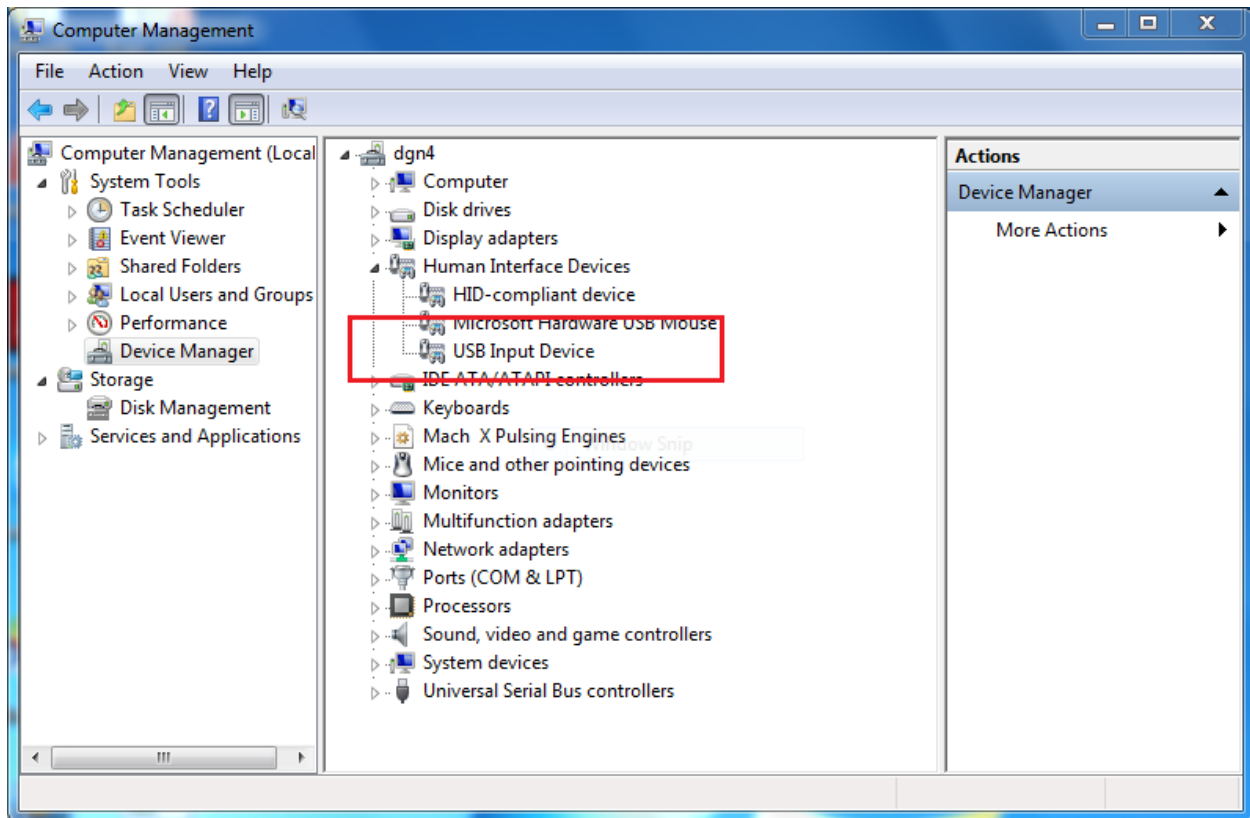 Computer Management
File Action View Help
Computer Management (Local
System Tools
Task Scheduler
Event Viewer
Shared Folders
Local Users and Groups
Performance
Device Manager
Storage
Disk Management
Services and Applications
dgn4
Computer
Disk drives
Display adapters
Human Interface Devices
HID-compliant device
Microsoft Hardware USB Mouse
USB Input Device
IDE ATA/ATAPI controllers
Keyboards
Mach X Pulsing Engines
Window Snip
Mice and other pointing devices
Monitors
Multifunction adapters
Network adapters
Ports (COM & LPT)
Processors
Sound, video and game controllers
System devices
Universal Serial Bus controllers
Actions
Device Manager
More Actions